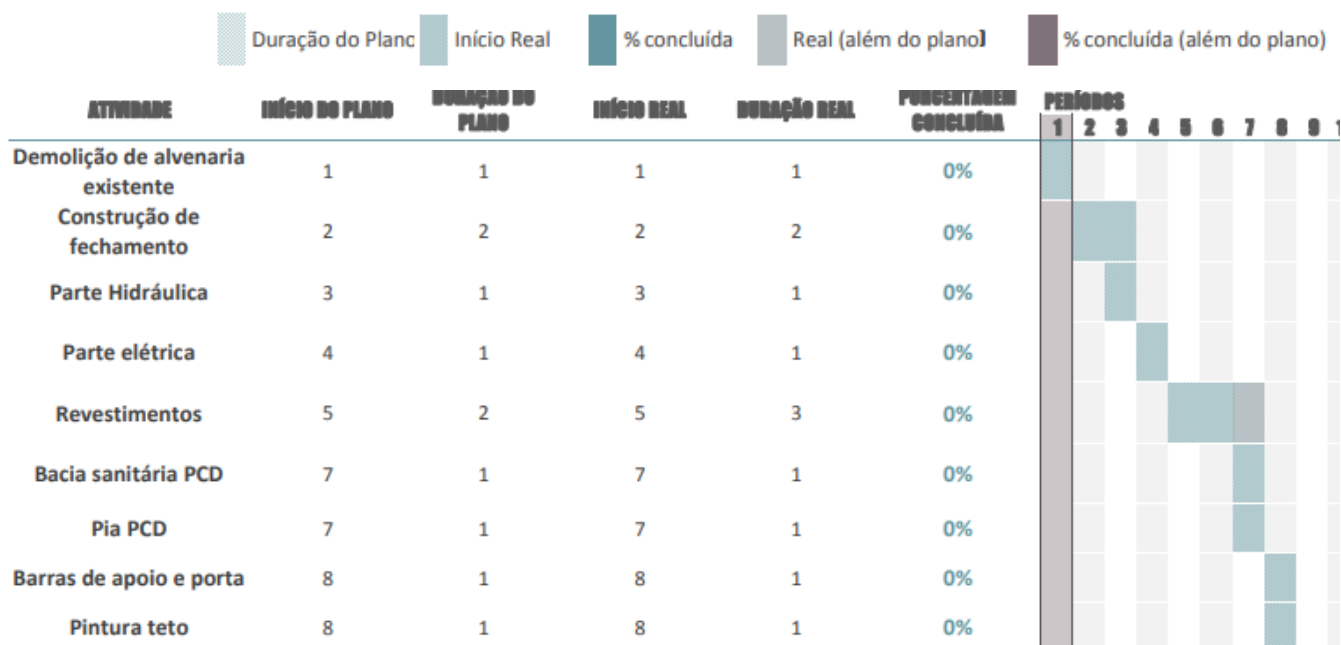 Duração do Plano Início Real % concluída Real (além do plano) % concluída (além do plano)
ATIVIDADE INÍCIO DO PLANO DURAÇÃO DO PLANO INÍCIO REAL DURAÇÃO REAL PORCENTAGEM CONCLUÍDA PERÍODOS
1 2 3 4 5 6 7 8 9 1
Demolição de alvenaria
existente 1 1 1 1 0%
Construção de
fechamento 2 2 2 2 0%
Parte Hidráulica 3 1 3 1 0%
Parte elétrica 4 1 4 1 0%
Revestimentos 5 2 5 3 0%
Bacia sanitária PCD 7 1 7 1 0%
Pia PCD 7 1 7 1 0%
Barras de apoio e porta 8 1 8 1 0%
Pintura teto 8 1 8 1 0%